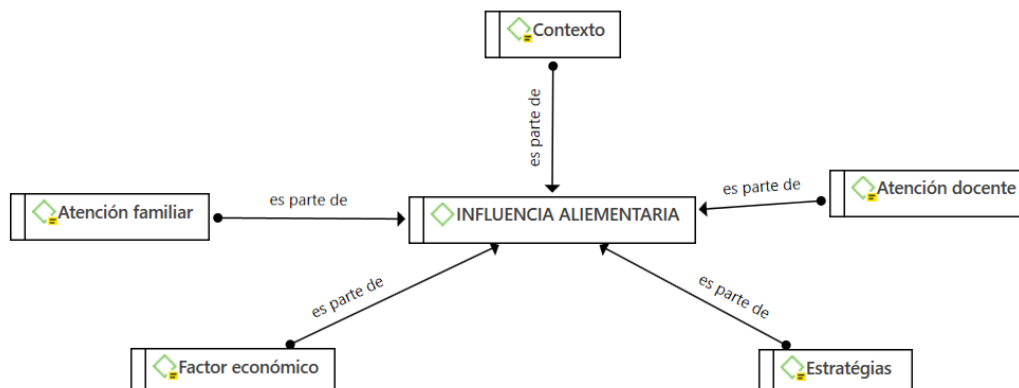 Contexto
es parte de
Atención familiar
es parte de
INFLUENCIA ALIEMENTARIA
es parte de
Atención docente
es parte de
es parte de
Factor económico
Estratégias